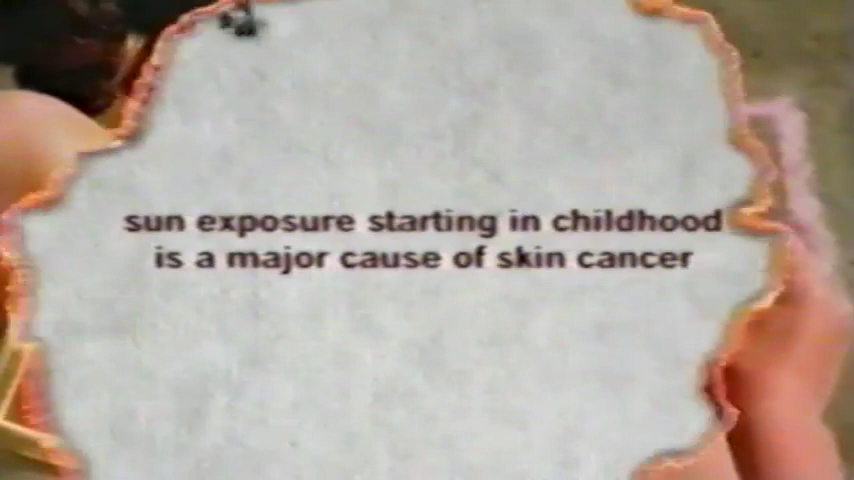 sun exposure starting in childhood
is a major cause of skin cancer